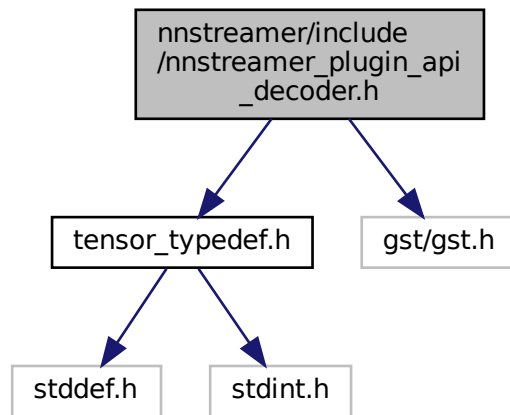 nnstreamer/include
/nnstreamer_plugin_api
_decoder.h
tensor_typedef.h
gst/gst.h
stddef.h
stdint.h